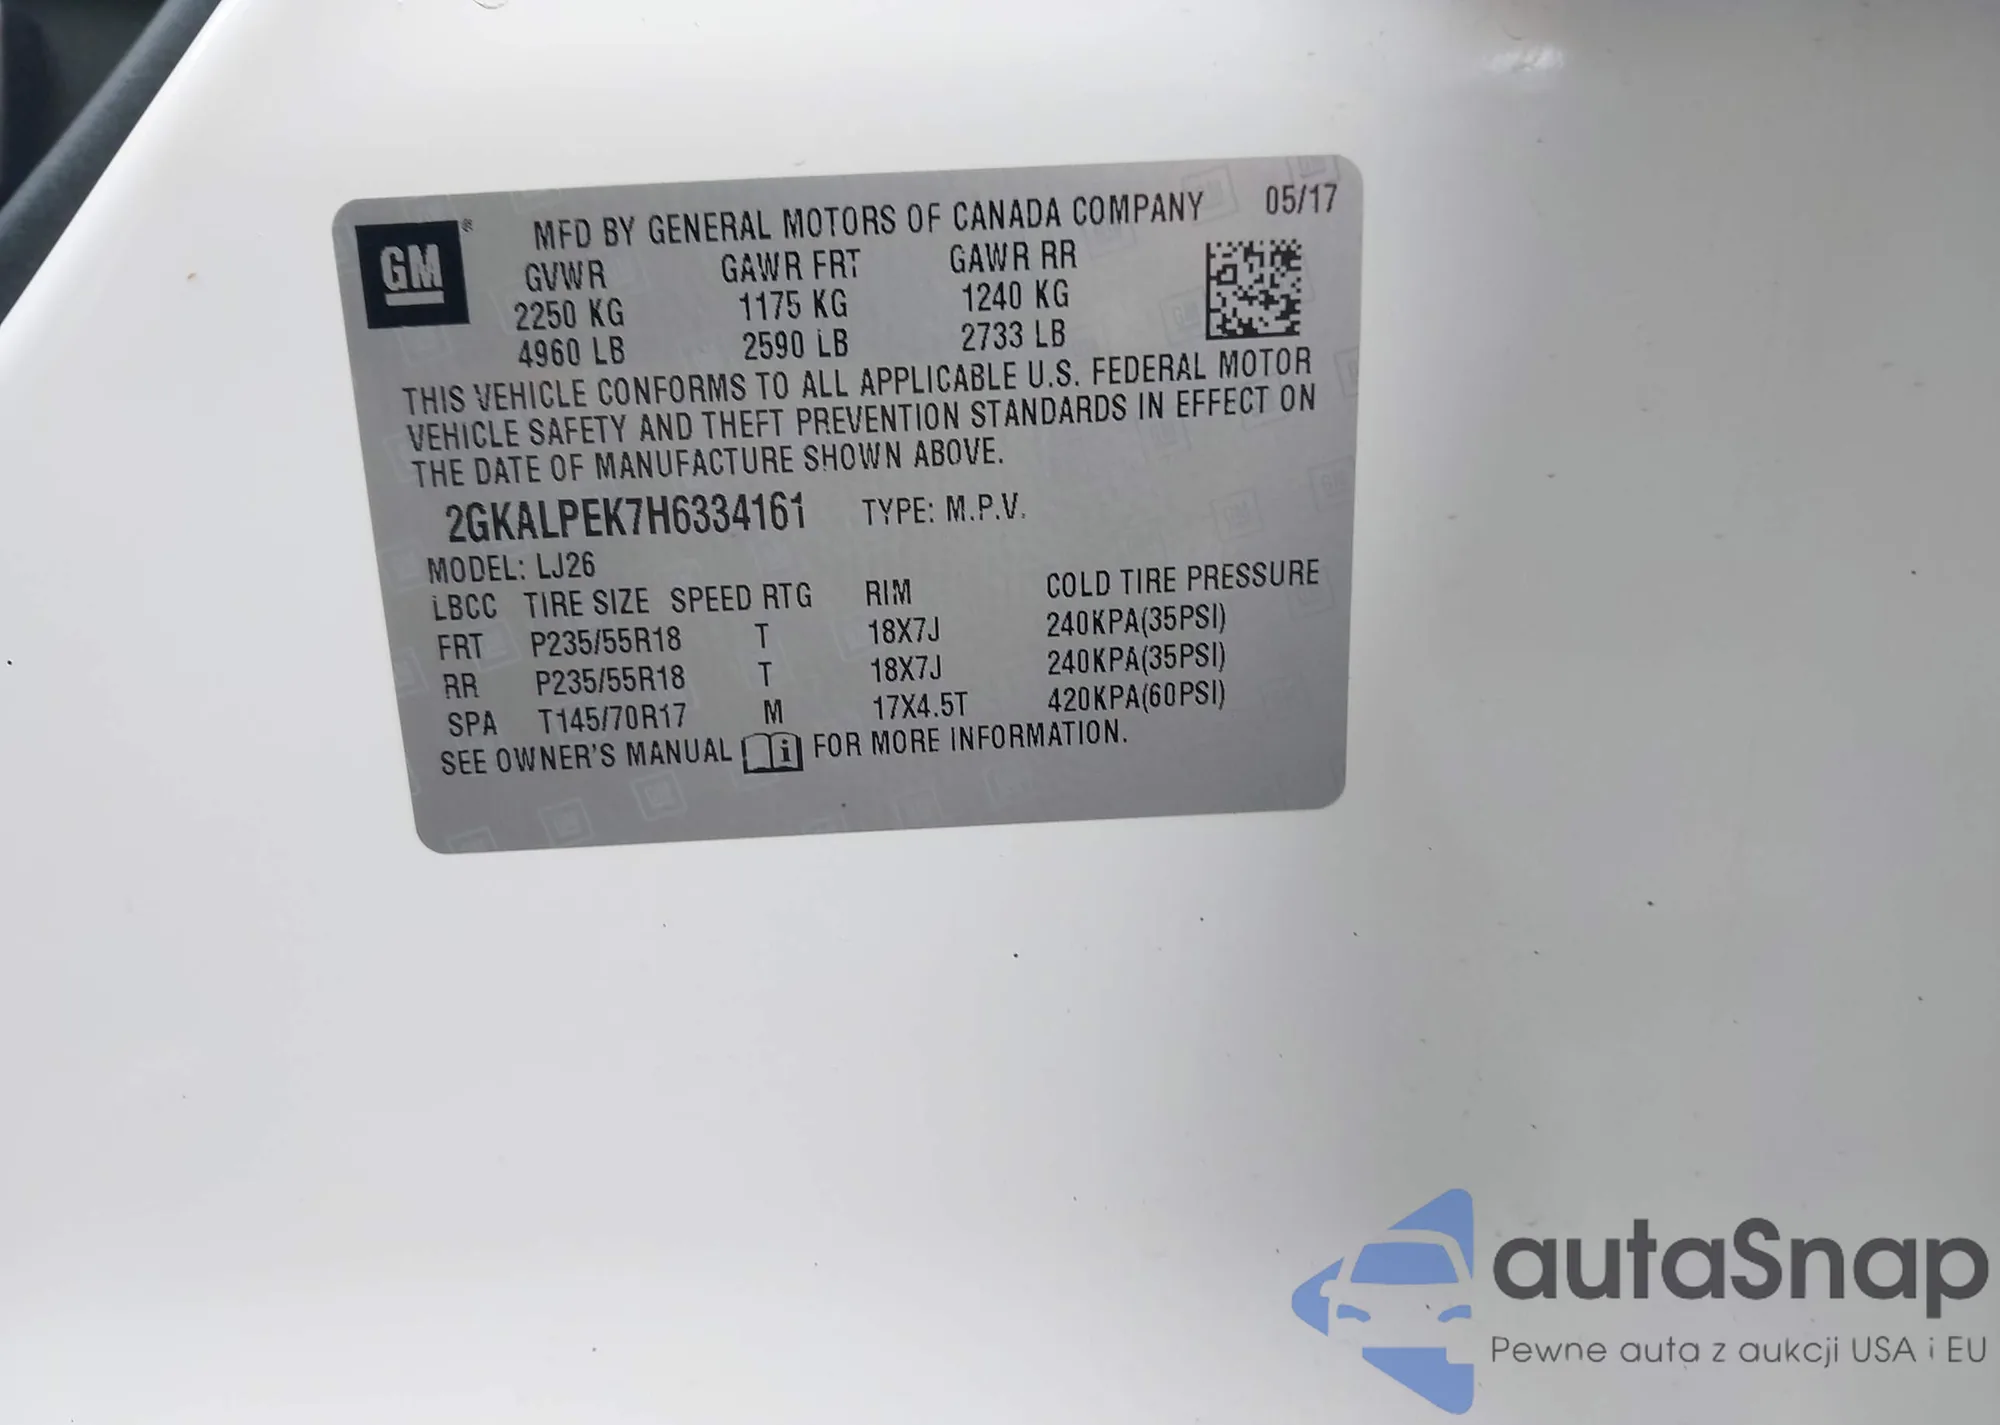 GM ®
MFD BY GENERAL MOTORS OF CANADA COMPANY 05/17
GVWR GAWR FRT GAWR RR
2250 KG 1175 KG 1240 KG
4960 LB 2590 LB 2733 LB
THIS VEHICLE CONFORMS TO ALL APPLICABLE U.S. FEDERAL MOTOR
VEHICLE SAFETY AND THEFT PREVENTION STANDARDS IN EFFECT ON
THE DATE OF MANUFACTURE SHOWN ABOVE.
2GKALPEK7H6334161 TYPE: M.P.V.
MODEL: LJ26
LBCC TIRE SIZE SPEED RTG RIM COLD TIRE PRESSURE
FRT P235/55R18 T 18X7J 240KPA(35PSI)
RR P235/55R18 T 18X7J 240KPA(35PSI)
SPA T145/70R17 M 17X4.5T 420KPA(60PSI)
SEE OWNER'S MANUAL i FOR MORE INFORMATION.
autaSnap
Pewne auta z aukcji USA i EU